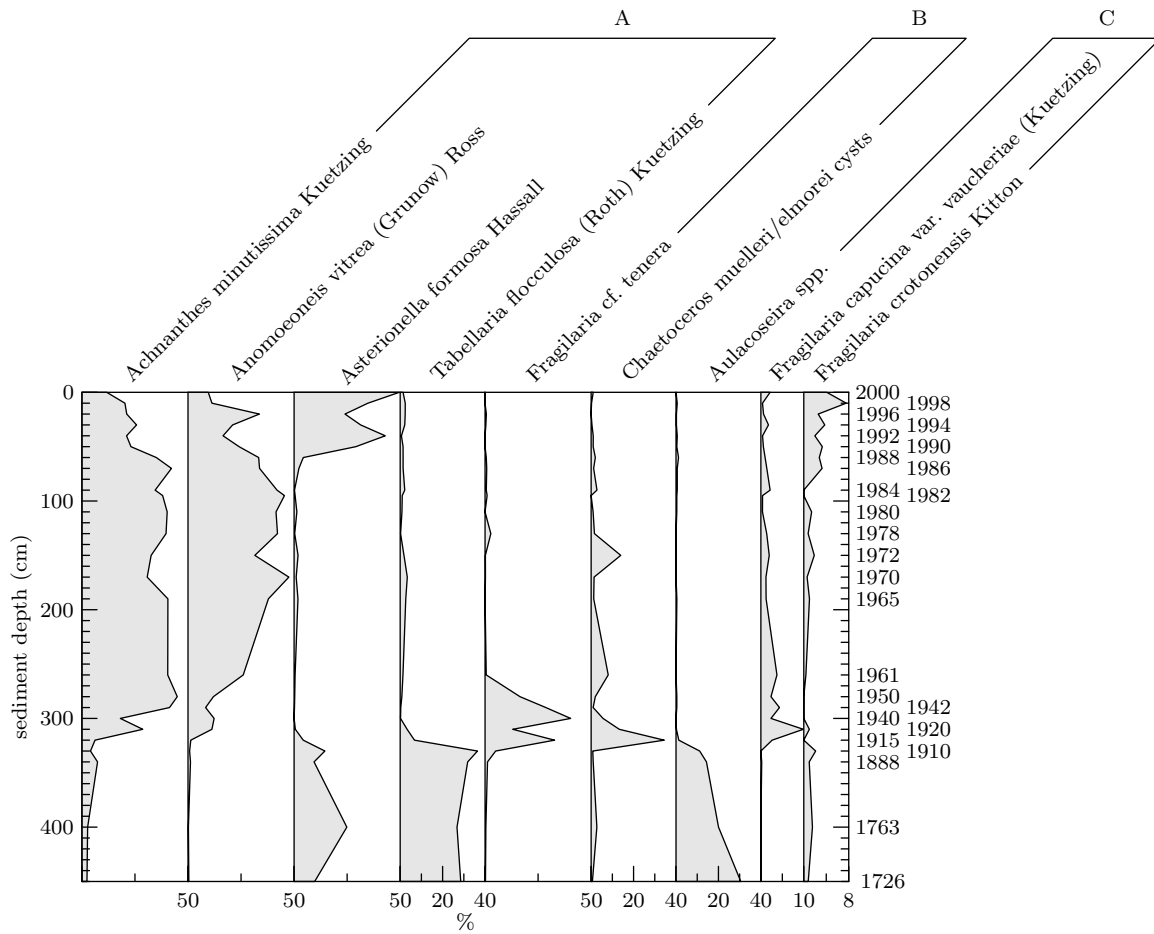 A B C
Achnanthes minutissima Kuetzing
Anomoeoneis vitrea (Grunow) Ross
Asterionella formosa Hassall
Tabellaria flocculosa (Roth) Kuetzing
Fragilaria cf. tenera
Chaetoceros muelleri/elmorei cysts
Aulacoseira spp.
Fragilaria capucina var. vaucheriae (Kuetzing)
Fragilaria crotonensis Kitton
sediment depth (cm)
0 2000
1998
1996
1994
1992
1990
1988
1986
1984
100 1982
1980
1978
1972
1970
200 1965
1961
1950
1942
300 1940
1920
1915
1910
1888
400 1763
1726
50 50 50 20 40 50 20 40 20 40 10 8
%